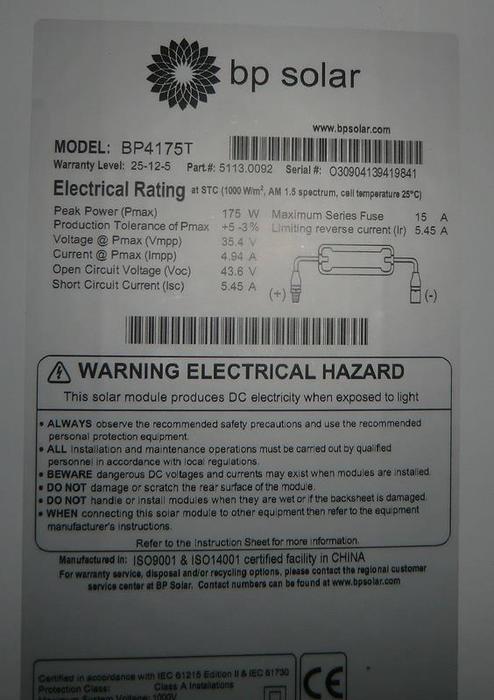 bp solar
www.bpsolar.com
MODEL: BP4175T
Warranty Level: 25-12-5 Part#: 5113.0092 Serial#: O30904139419841
Electrical Rating at STC (1000 W/m², AM 1.5 spectrum, cell temperature 25°C)
Peak Power (Pmax) 175 W Maximum Series Fuse 15 A
Production Tolerance of Pmax +5 -3% Limiting reverse current (Ir) 5.45 A
Voltage @ Pmax (Vmpp) 35.4 V
Current @ Pmax (Impp) 4.94 A
Open Circuit Voltage (Voc) 43.6 V
Short Circuit Current (Isc) 5.45 A
(+) (-)
WARNING ELECTRICAL HAZARD
This solar module produces DC electricity when exposed to light
• ALWAYS observe the recommended safety precautions and use the recommended
personal protection equipment.
• ALL Installation and maintenance operations must be carried out by qualified
personnel in accordance with local regulations.
• BEWARE dangerous DC voltages and currents may exist when modules are installed.
• DO NOT damage or scratch the rear surface of the module.
• DO NOT handle or install modules when they are wet or if the backsheet is damaged.
• WHEN connecting this solar module to other equipment then refer to the equipment
manufacturer's instructions.
Refer to the Instruction Sheet for more information.
Manufactured in: ISO9001 & ISO14001 certified facility in CHINA
For warranty service, disposal and/or recycling options, please contact the regional customer
service center at BP Solar. Contact numbers can be found at www.bpsolar.com
Certified in accordance with IEC 61215 Edition II & IEC 61730
Protection Class: Class A Installations
Maximum System Voltage: 1000V
CE